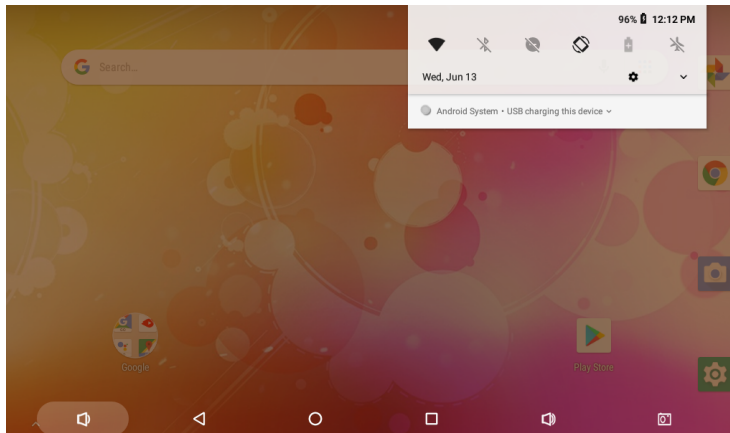 96% 12:12 PM
Search...
Wed, Jun 13
Android System • USB charging this device
Google
Play Store